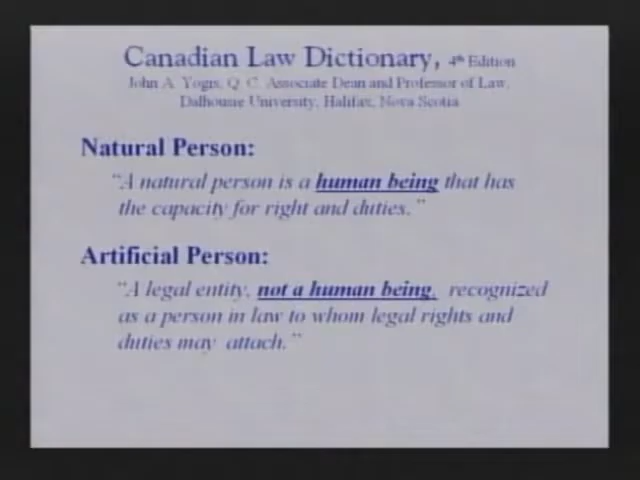 Canadian Law Dictionary, 4th Edition
John A. Yogis, Q. C. Associate Dean and Professor of Law,
Dalhousie University, Halifax, Nova Scotia
Natural Person:
"A natural person is a human being that has
the capacity for right and duties."
Artificial Person:
"A legal entity, not a human being, recognized
as a person in law to whom legal rights and
duties may attach."